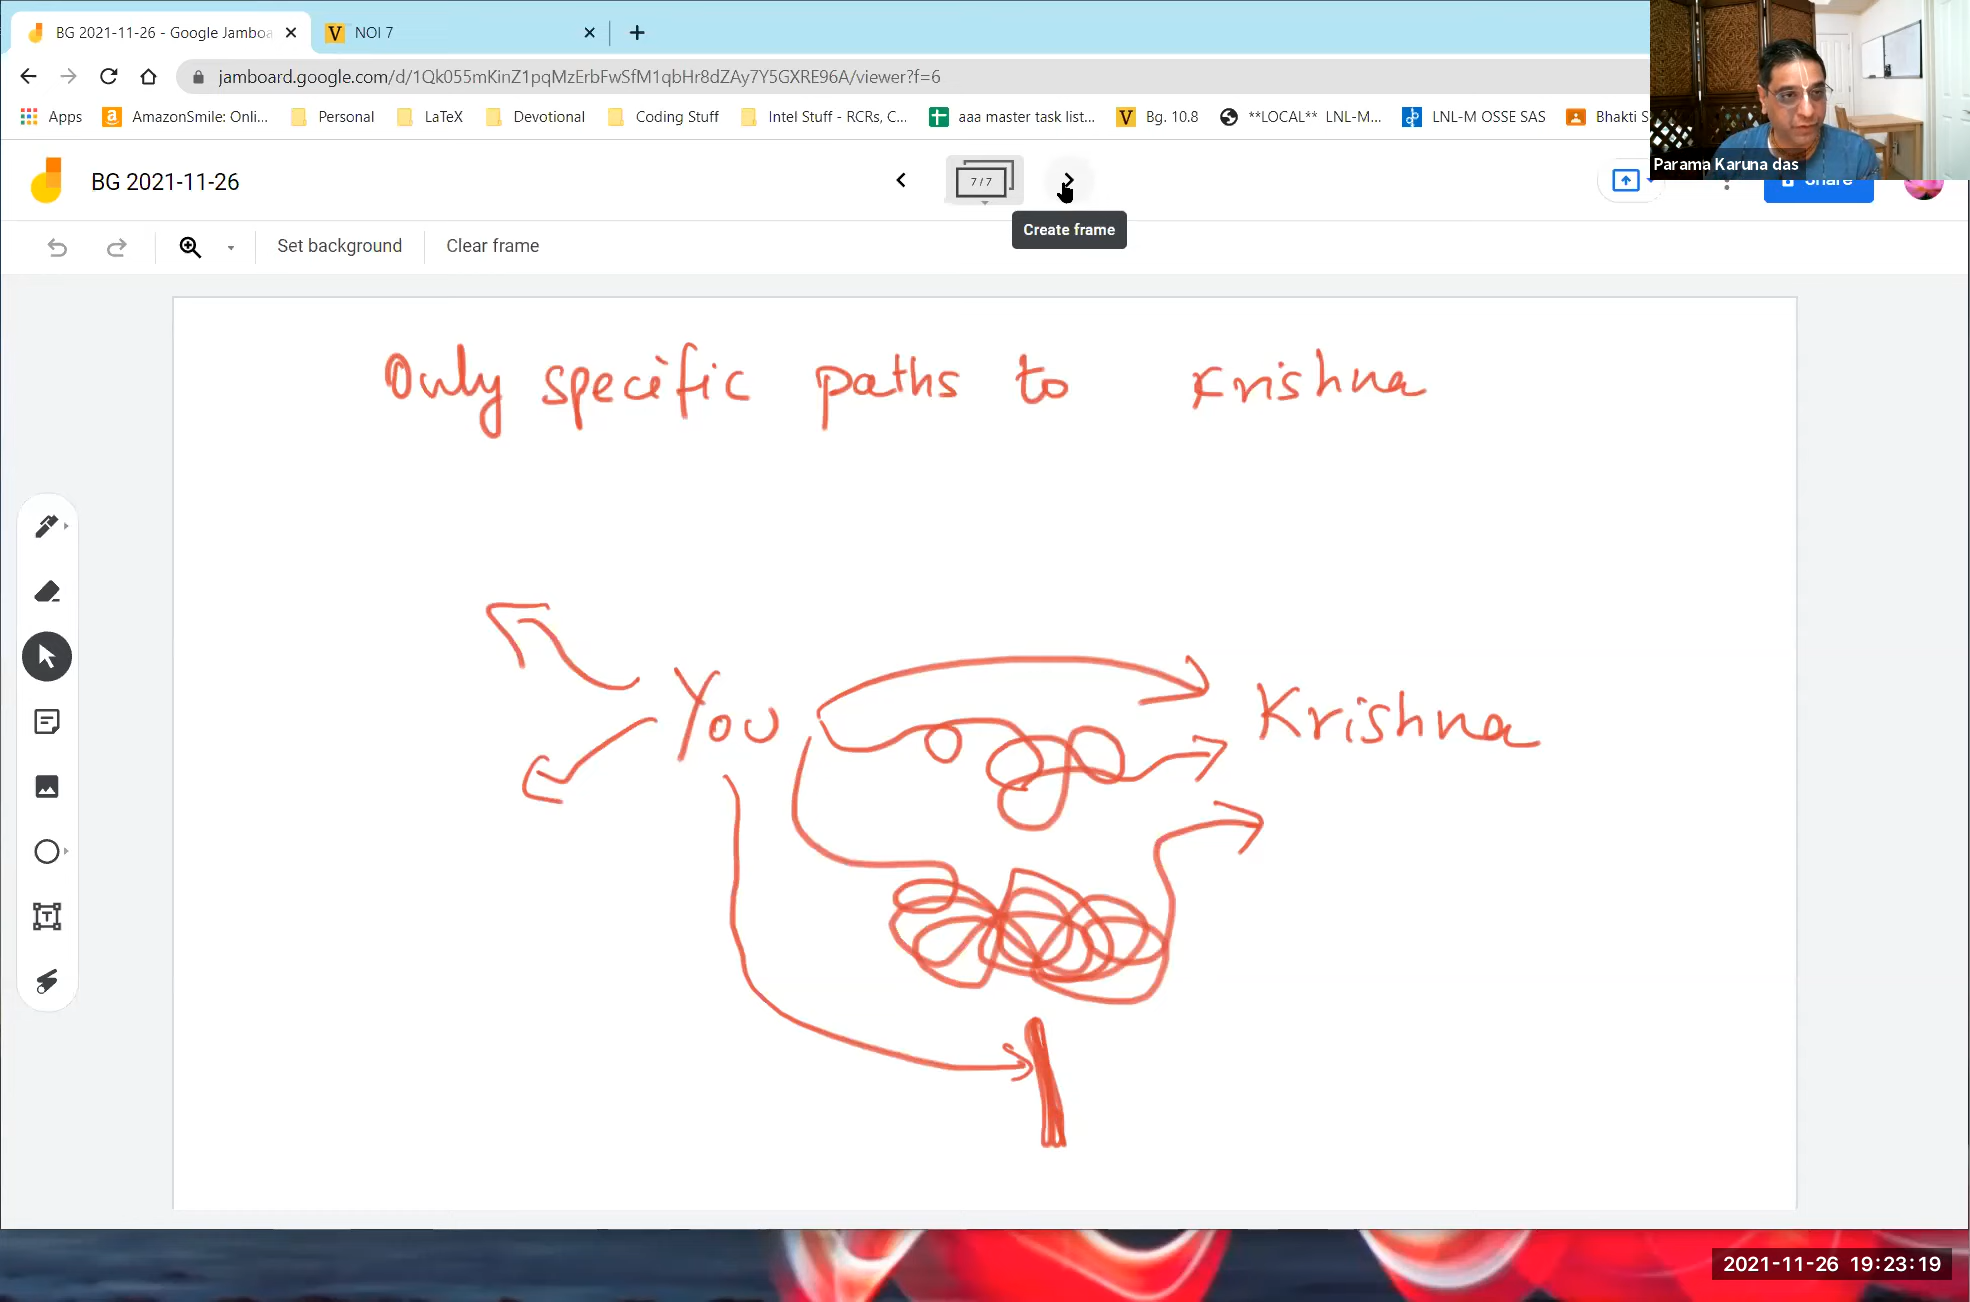 BG 2021-11-26 - Google Jamboa
NOI 7
jamboard.google.com/d/1Qk055mKinZ1pqMzErbFwSfM1qbHr8dZAy7Y5GXRE96A/viewer?f=6
Apps AmazonSmile: Onli... Personal LaTeX Devotional Coding Stuff Intel Stuff - RCRs, C... aaa master task list... Bg. 10.8 **LOCAL** LNL-M... LNL-M OSSE SAS Bhakti S
Parama Karuna das
BG 2021-11-26
7/7
Share
Create frame
Set background Clear frame
Only specific paths to Krishna
You Krishna
2021-11-26 19:23:19